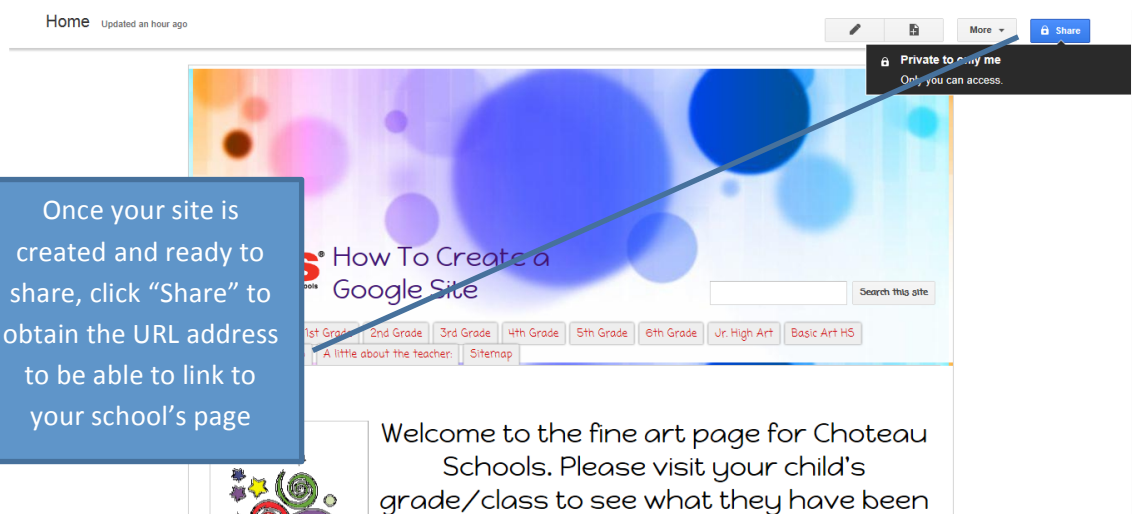 Home Updated an hour ago
More
Share
Private to only me
Only you can access.
Once your site is
created and ready to
share, click “Share” to
obtain the URL address
to be able to link to
your school’s page
How To Create a
Google Site
Search this site
1st Grade 2nd Grade 3rd Grade 4th Grade 5th Grade 6th Grade Jr. High Art Basic Art HS
A little about the teacher: Sitemap
Welcome to the fine art page for Choteau
Schools. Please visit your child's
grade/class to see what they have been